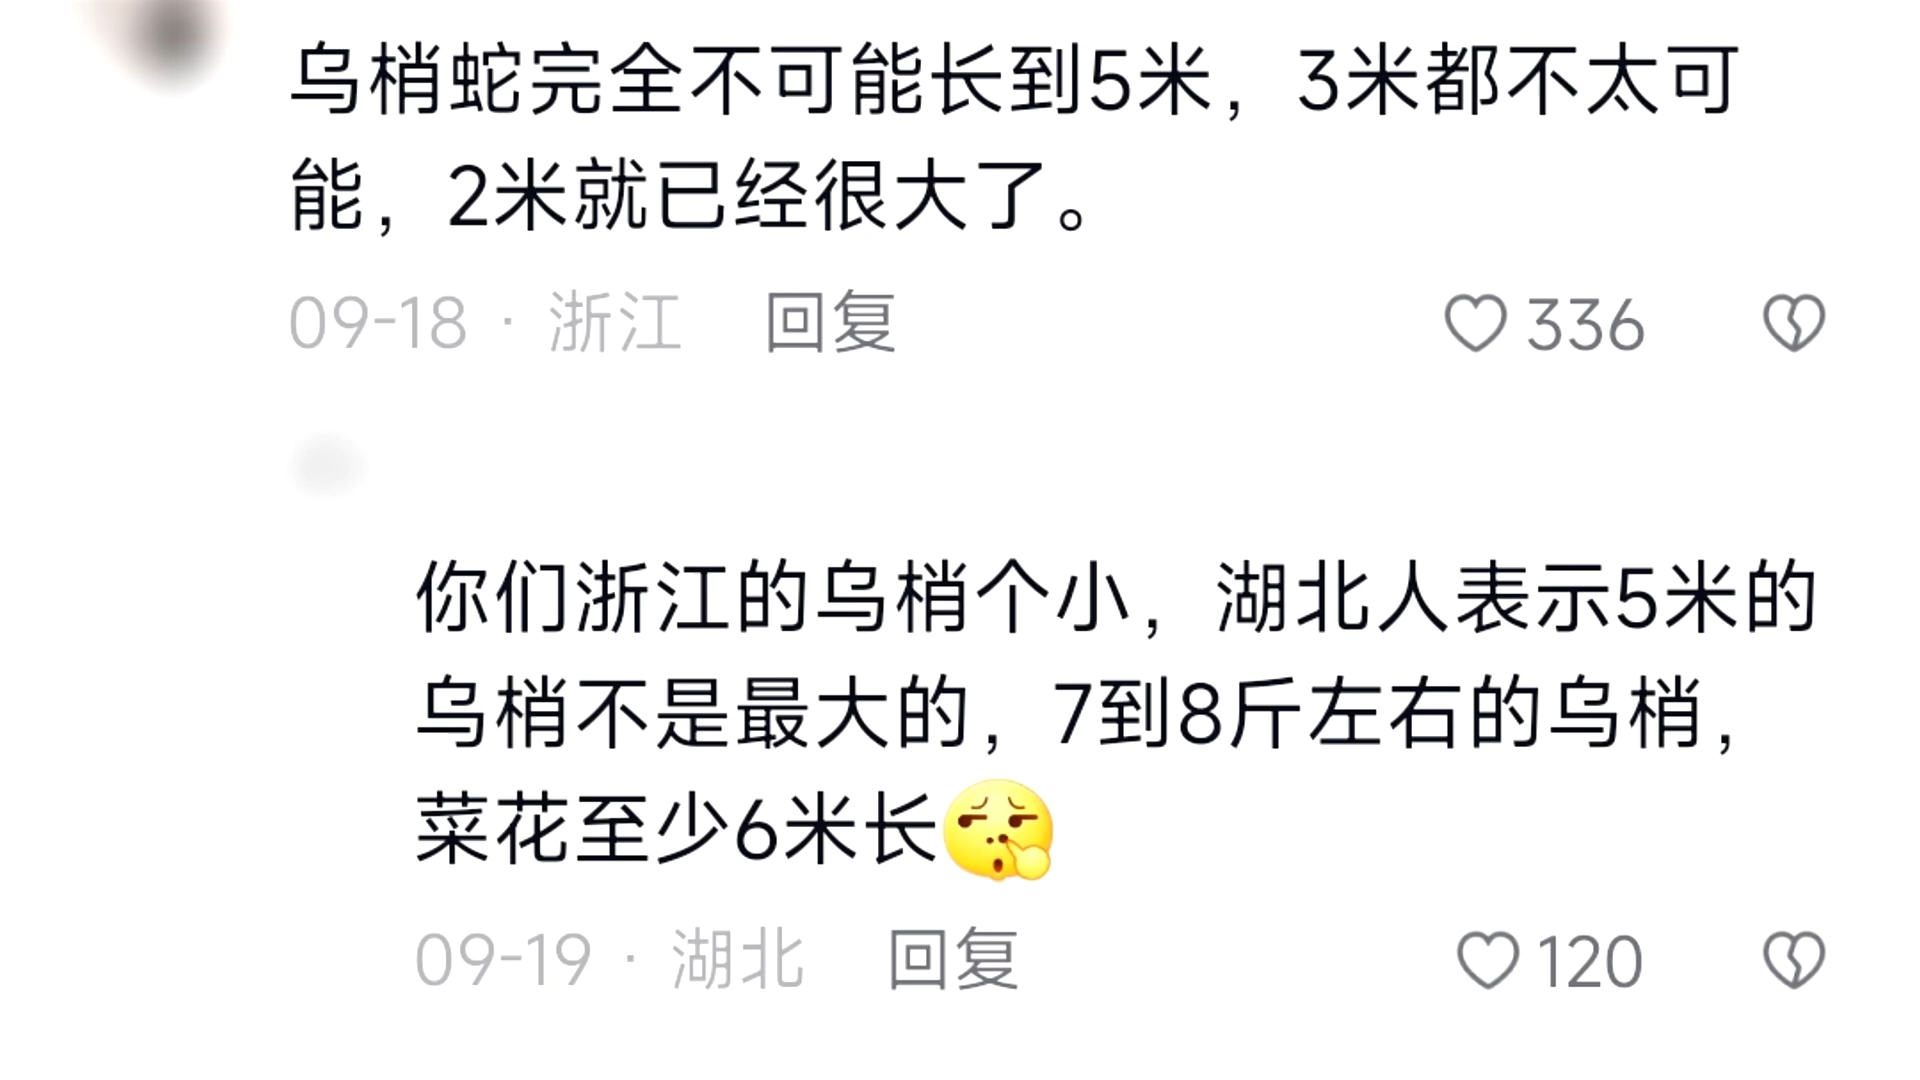 乌梢蛇完全不可能长到5米，3米都不太可
能，2米就已经很大了。
09-18 · 浙江 回复 336
你们浙江的乌梢个小，湖北人表示5米的
乌梢不是最大的，7到8斤左右的乌梢，
菜花至少6米长
09-19 · 湖北 回复 120